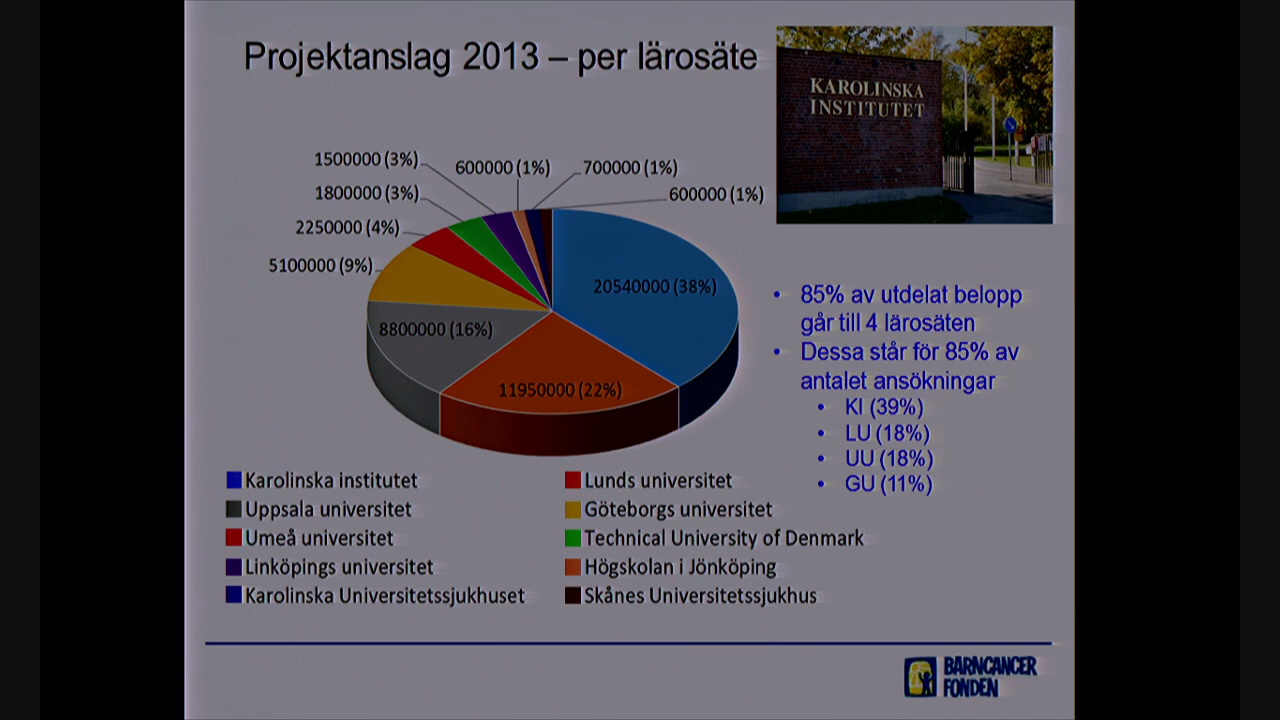 Projektanslag 2013 – per lärosäte
KAROLINSKA
INSTITUTET
1500000 (3%)
600000 (1%)
700000 (1%)
1800000 (3%)
600000 (1%)
2250000 (4%)
5100000 (9%)
20540000 (38%)
8800000 (16%)
11950000 (22%)
• 85% av utdelat belopp
går till 4 lärosäten
• Dessa står för 85% av
antalet ansökningar
• KI (39%)
• LU (18%)
• UU (18%)
• GU (11%)
Karolinska institutet
Lunds universitet
Uppsala universitet
Göteborgs universitet
Umeå universitet
Technical University of Denmark
Linköpings universitet
Högskolan i Jönköping
Karolinska Universitetssjukhuset
Skånes Universitetssjukhus
BARNCANCER
FONDEN